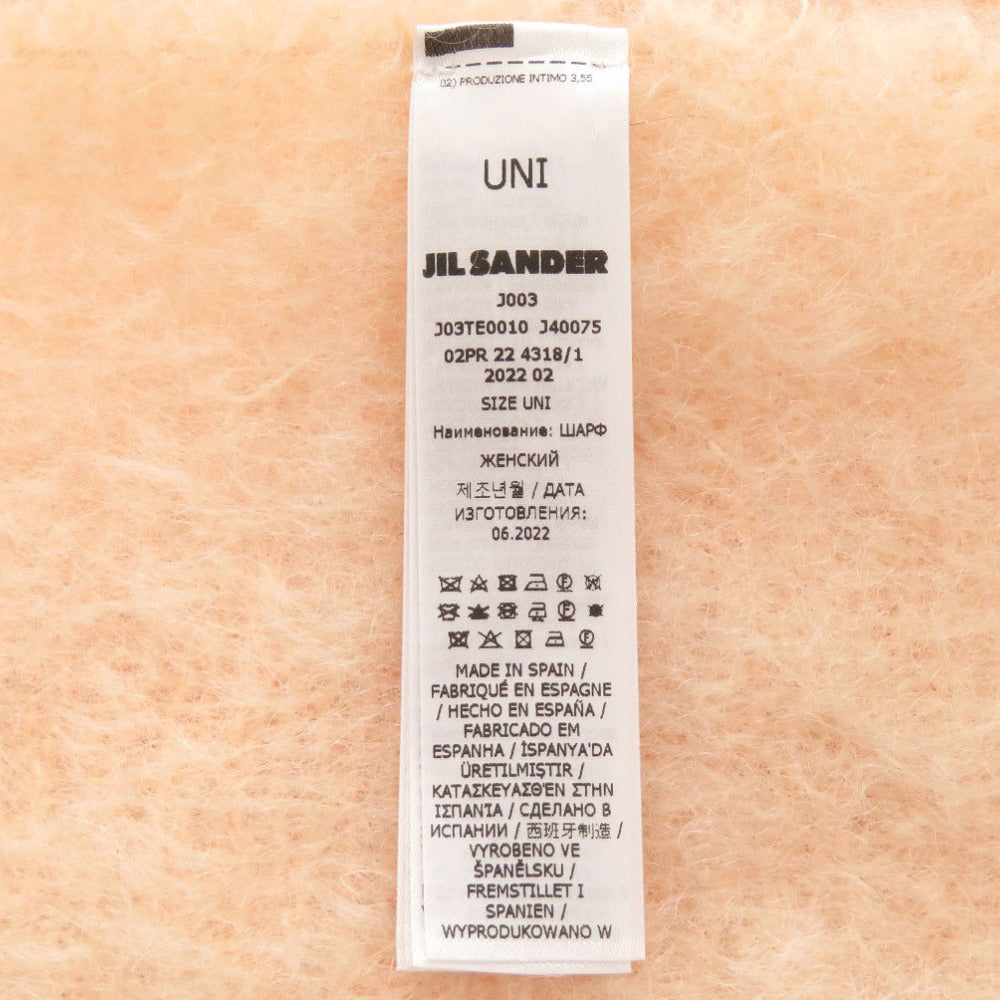 02) PRODUZIONE INTIMO 3,55
UNI
JIL SANDER
J003
J03TE0010 J40075
02PR 22 4318/1
2022 02
SIZE UNI
Наименование: ШАРФ
ЖЕНСКИЙ
제조년월 / ДАТА
ИЗГОТОВЛЕНИЯ:
06.2022
MADE IN SPAIN /
FABRIQUÉ EN ESPAGNE
/ HECHO EN ESPAÑA /
FABRICADO EM
ESPANHA / İSPANYA'DA
ÜRETILMIŞTIR /
ΚΑΤΑΣΚΕΥΑΣΘΈΝ ΣΤΗΝ
ΙΣΠΑΝΊΑ / СДЕЛАНО В
ИСПАНИИ / 西班牙制造 /
VYROBENO VE
ŠPANĚLSKU /
FREMSTILLET I
SPANIEN /
WYPRODUKOWANO W